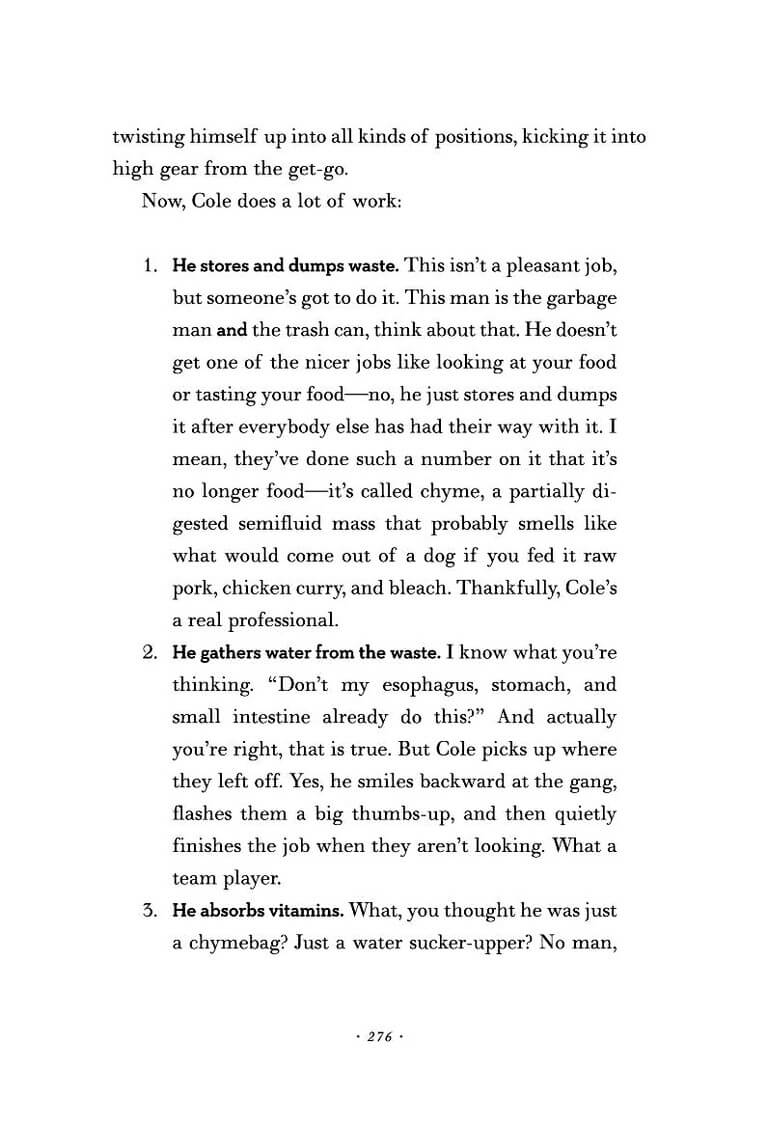 twisting himself up into all kinds of positions, kicking it into
high gear from the get-go.
Now, Cole does a lot of work:
1. He stores and dumps waste. This isn’t a pleasant job,
but someone’s got to do it. This man is the garbage
man and the trash can, think about that. He doesn’t
get one of the nicer jobs like looking at your food
or tasting your food—no, he just stores and dumps
it after everybody else has had their way with it. I
mean, they’ve done such a number on it that it’s
no longer food—it’s called chyme, a partially di-
gested semifluid mass that probably smells like
what would come out of a dog if you fed it raw
pork, chicken curry, and bleach. Thankfully, Cole’s
a real professional.
2. He gathers water from the waste. I know what you’re
thinking. “Don’t my esophagus, stomach, and
small intestine already do this?” And actually
you’re right, that is true. But Cole picks up where
they left off. Yes, he smiles backward at the gang,
flashes them a big thumbs-up, and then quietly
finishes the job when they aren’t looking. What a
team player.
3. He absorbs vitamins. What, you thought he was just
a chymebag? Just a water sucker-upper? No man,
· 276 ·